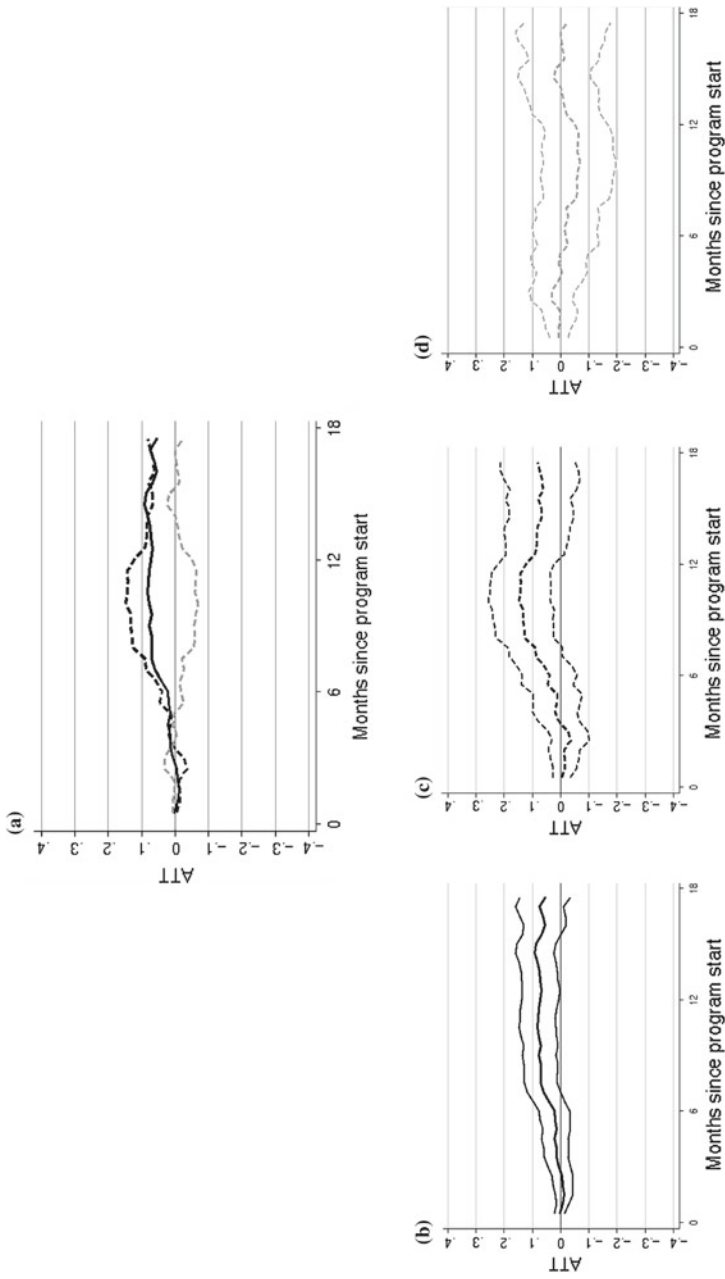 (a)
ATT
.4
.3
.2
.1
0
-.1
-.2
-.3
-.4
0 6 12 18
Months since program start
(b)
ATT
.4
.3
.2
.1
0
-.1
-.2
-.3
-.4
0 6 12 18
Months since program start
(c)
ATT
.4
.3
.2
.1
0
-.1
-.2
-.3
-.4
0 6 12 18
Months since program start
(d)
ATT
.4
.3
.2
.1
0
-.1
-.2
-.3
-.4
0 6 12 18
Months since program start